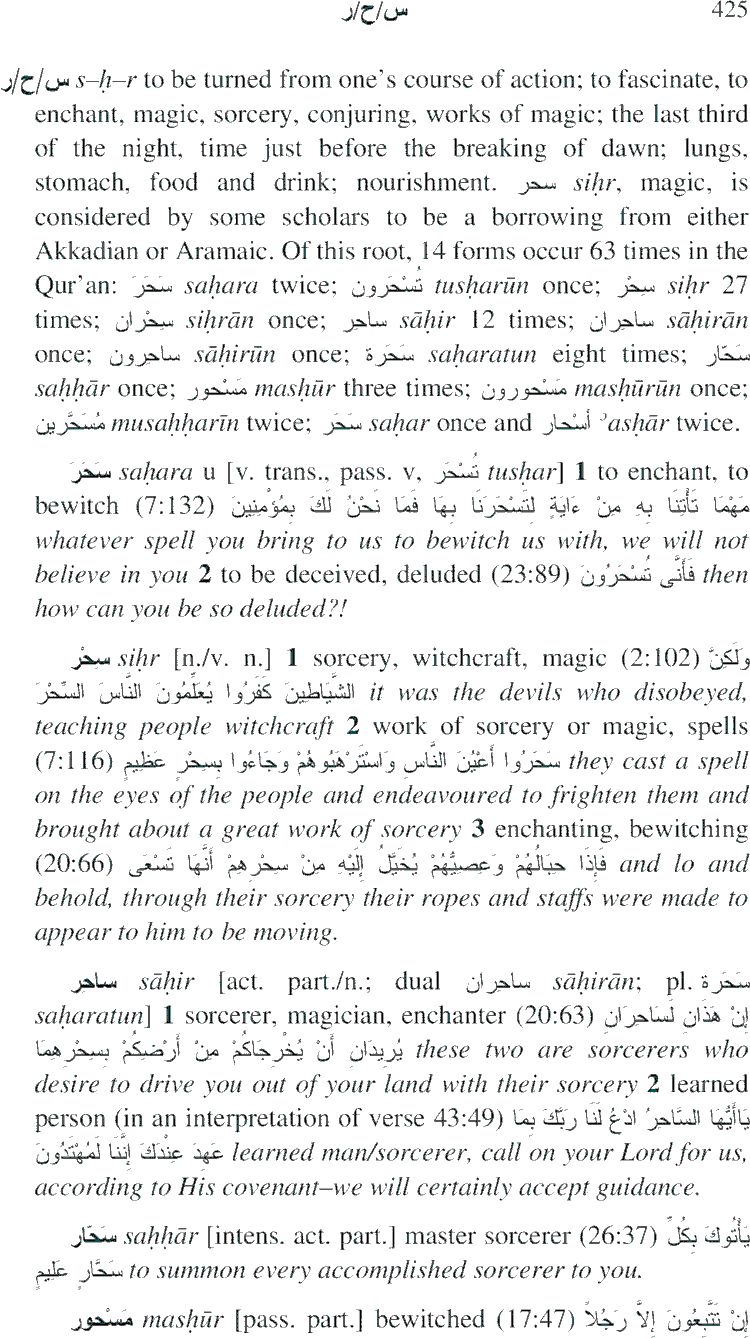 س/ح/ر 425
س/ح/ر s–ḥ–r to be turned from one's course of action; to fascinate, to
enchant, magic, sorcery, conjuring, works of magic; the last third
of the night, time just before the breaking of dawn; lungs,
stomach, food and drink; nourishment. سحر siḥr, magic, is
considered by some scholars to be a borrowing from either
Akkadian or Aramaic. Of this root, 14 forms occur 63 times in the
Qur'an: سَحَرَ saḥara twice; تُسْحَرون tusḥarūn once; سِحْر siḥr 27
times; سِحْران siḥrān once; ساحِر sāḥir 12 times; ساحِران sāḥirān
once; ساحِرون sāḥirūn once; سَحَرَة saḥaratun eight times; سَحّار
saḥḥār once; مَسْحور masḥūr three times; مَسْحورون masḥūrūn once;
مُسَحَّرين musaḥḥarīn twice; سَحَر saḥar once and أسْحار ʾasḥār twice.
سَحَرَ saḥara u [v. trans., pass. v, تُسْحَر tusḥar] 1 to enchant, to
bewitch (7:132) مَهْمَا تَأْتِنَا بِهِ مِنْ ءَايَةٍ لِتَسْحَرَنَا بِهَا فَمَا نَحْنُ لَكَ بِمُؤْمِنِينَ
whatever spell you bring to us to bewitch us with, we will not
believe in you 2 to be deceived, deluded (23:89) فَأَنَّى تُسْحَرُونَ then
how can you be so deluded?!
سِحْر siḥr [n./v. n.] 1 sorcery, witchcraft, magic (2:102) وَلَكِنَّ
الشَّيَاطِينَ كَفَرُوا يُعَلِّمُونَ النَّاسَ السِّحْرَ it was the devils who disobeyed,
teaching people witchcraft 2 work of sorcery or magic, spells
(7:116) سَحَرُوا أَعْيُنَ النَّاسِ وَاسْتَرْهَبُوهُمْ وَجَاءُوا بِسِحْرٍ عَظِيمٍ they cast a spell
on the eyes of the people and endeavoured to frighten them and
brought about a great work of sorcery 3 enchanting, bewitching
(20:66) فَإِذَا حِبَالُهُمْ وَعِصِيُّهُمْ يُخَيَّلُ إِلَيْهِ مِنْ سِحْرِهِمْ أَنَّهَا تَسْعَى and lo and
behold, through their sorcery their ropes and staffs were made to
appear to him to be moving.
ساحِر sāḥir [act. part./n.; dual ساحِران sāḥirān; pl. سَحَرَة
saḥaratun] 1 sorcerer, magician, enchanter (20:63) إِنْ هَذَانِ لَسَاحِرَانِ
يُرِيدَانِ أَنْ يُخْرِجَاكُمْ مِنْ أَرْضِكُمْ بِسِحْرِهِمَا these two are sorcerers who
desire to drive you out of your land with their sorcery 2 learned
person (in an interpretation of verse 43:49) يَاأَيُّهَا السَّاحِرُ ادْعُ لَنَا رَبَّكَ بِمَا
عَهِدَ عِنْدَكَ إِنَّنَا لَمُهْتَدُونَ learned man/sorcerer, call on your Lord for us,
according to His covenant–we will certainly accept guidance.
سَحّار saḥḥār [intens. act. part.] master sorcerer (26:37) يَأْتُوكَ بِكُلِّ
سَحَّارٍ عَلِيمٍ to summon every accomplished sorcerer to you.
مَسْحور masḥūr [pass. part.] bewitched (17:47) إِنْ تَتَّبِعُونَ إِلاَّ رَجُلاً